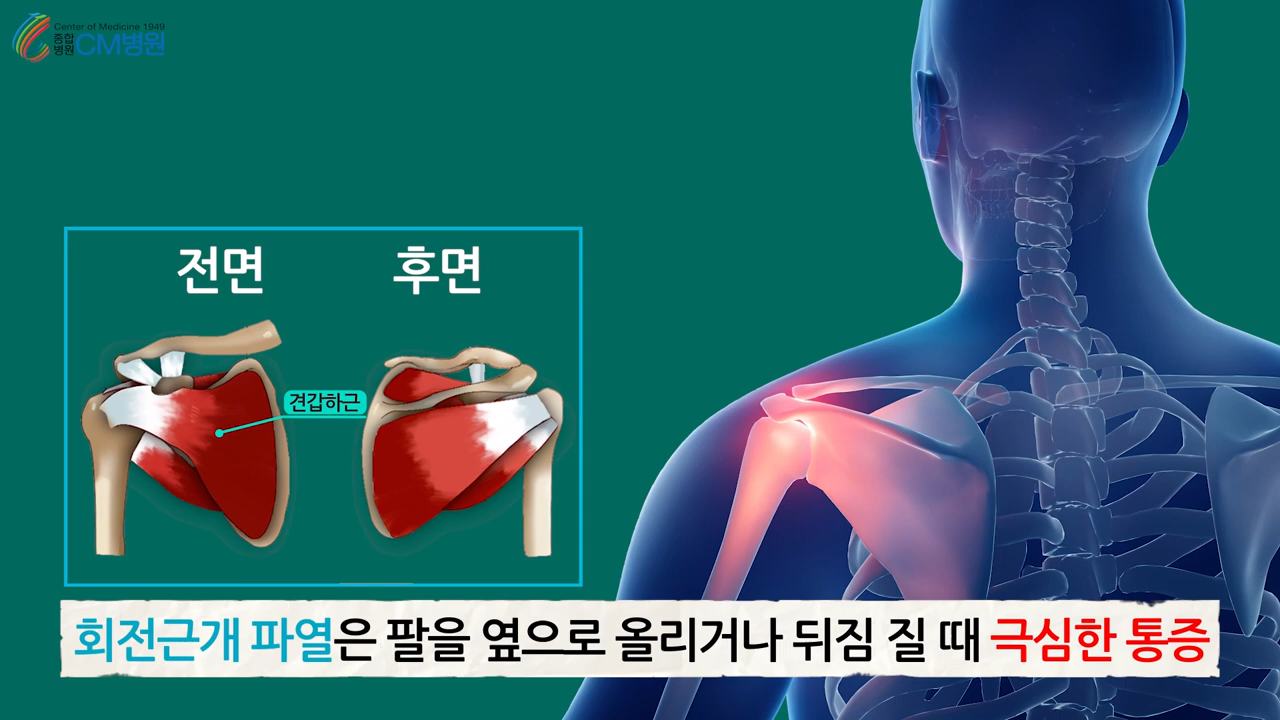 Center of Medicine 1949
종합
병원 CM병원
전면 후면
견갑하근
회전근개 파열은 팔을 옆으로 올리거나 뒤짐 질 때 극심한 통증